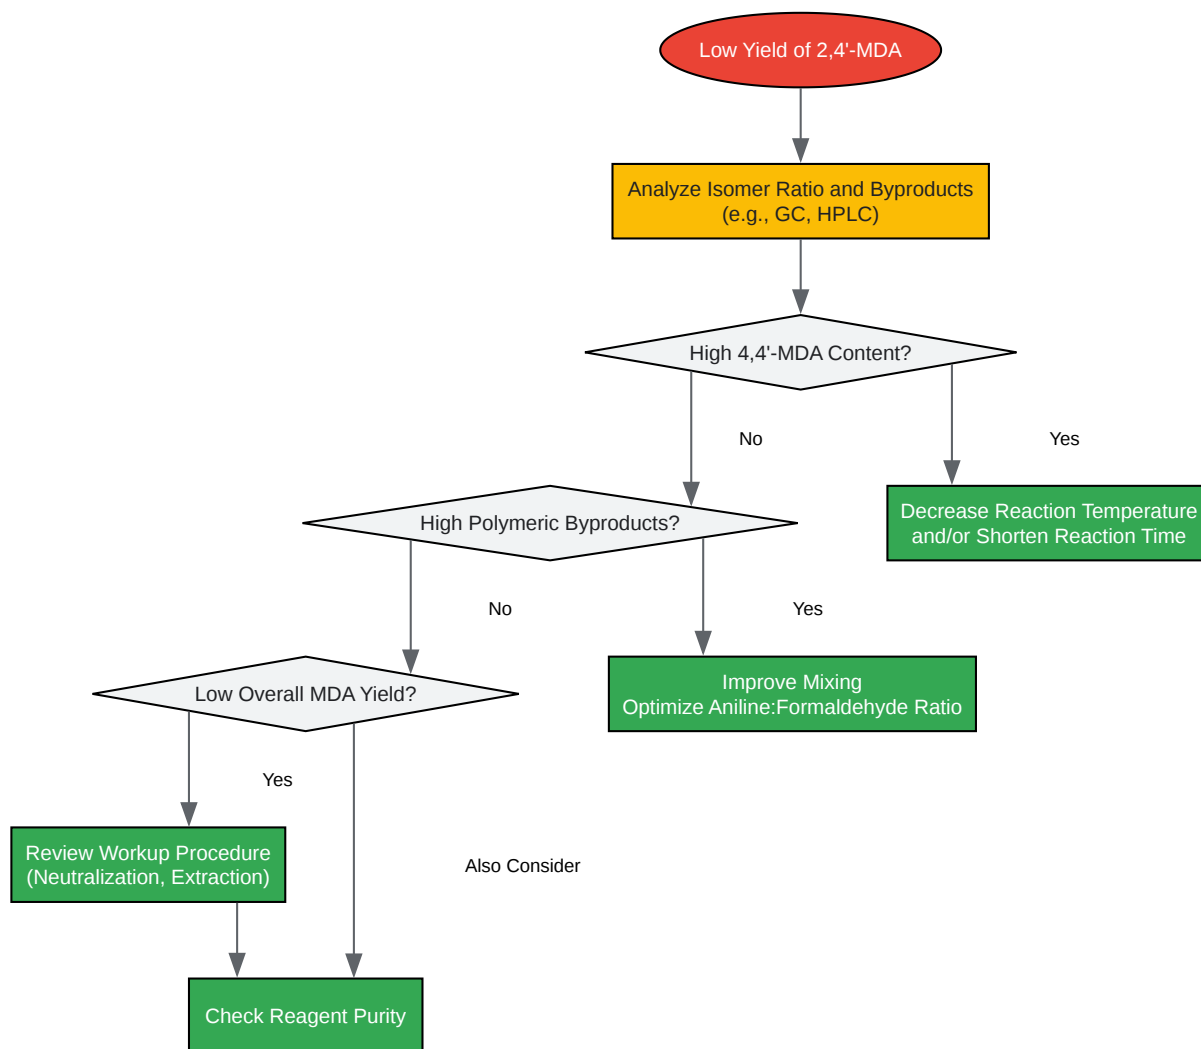 Low Yield of 2,4'-MDA
Analyze Isomer Ratio and Byproducts
(e.g., GC, HPLC)
High 4,4'-MDA Content?
No
Yes
High Polymeric Byproducts?
Decrease Reaction Temperature
and/or Shorten Reaction Time
No
Yes
Low Overall MDA Yield?
Improve Mixing
Optimize Aniline:Formaldehyde Ratio
Yes
Review Workup Procedure
(Neutralization, Extraction)
Also Consider
Check Reagent Purity